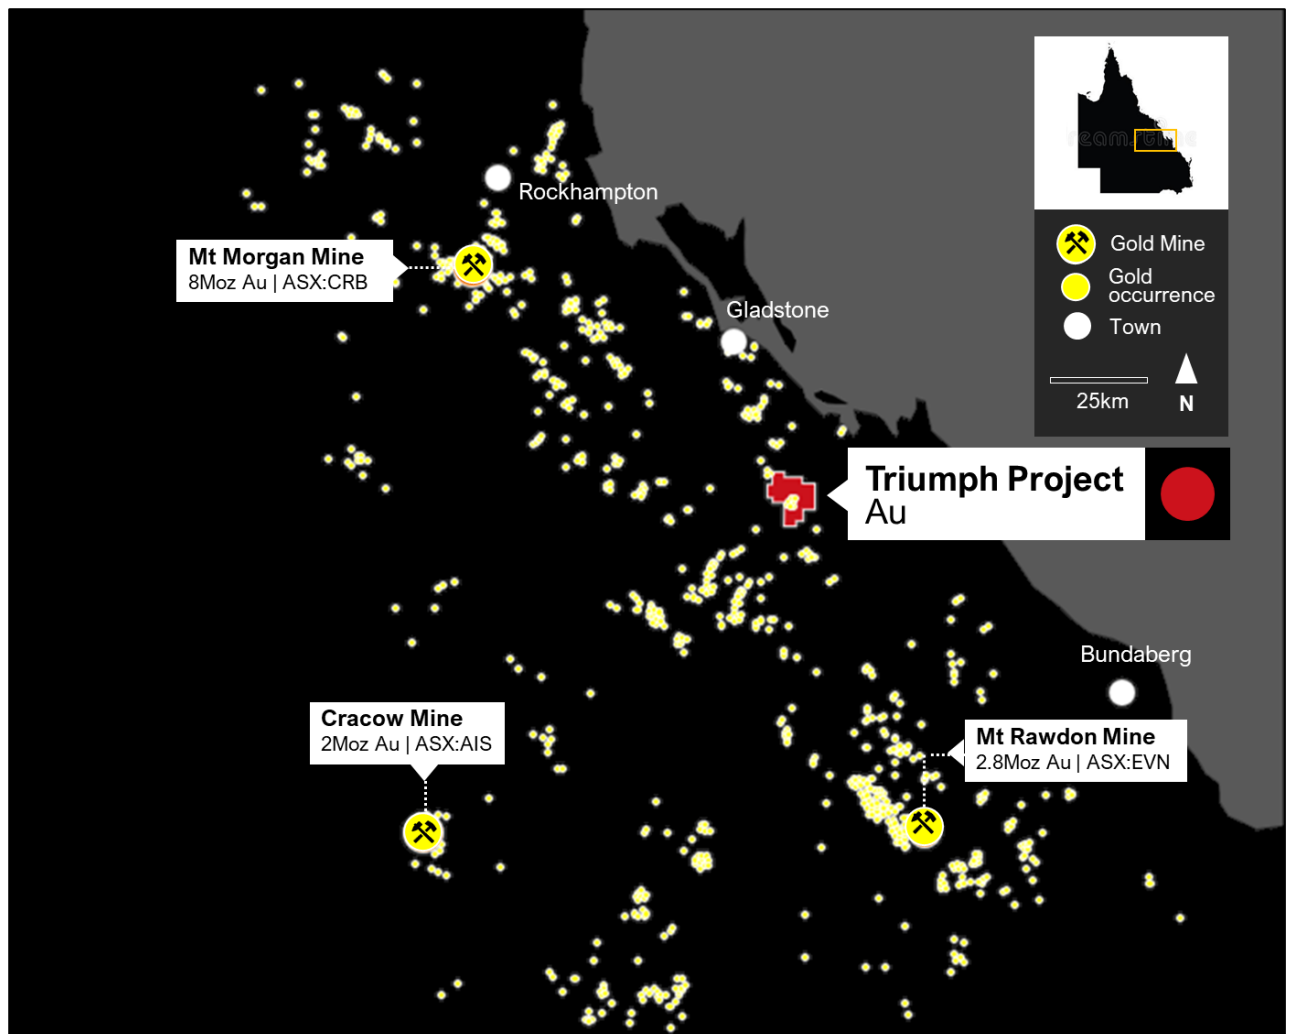 Rockhampton
Mt Morgan Mine
8Moz Au | ASX:CRB
Gladstone
Gold Mine
Gold
occurrence
Town
25km
N
Triumph Project
Au
Bundaberg
Cracow Mine
2Moz Au | ASX:AIS
Mt Rawdon Mine
2.8Moz Au | ASX:EVN